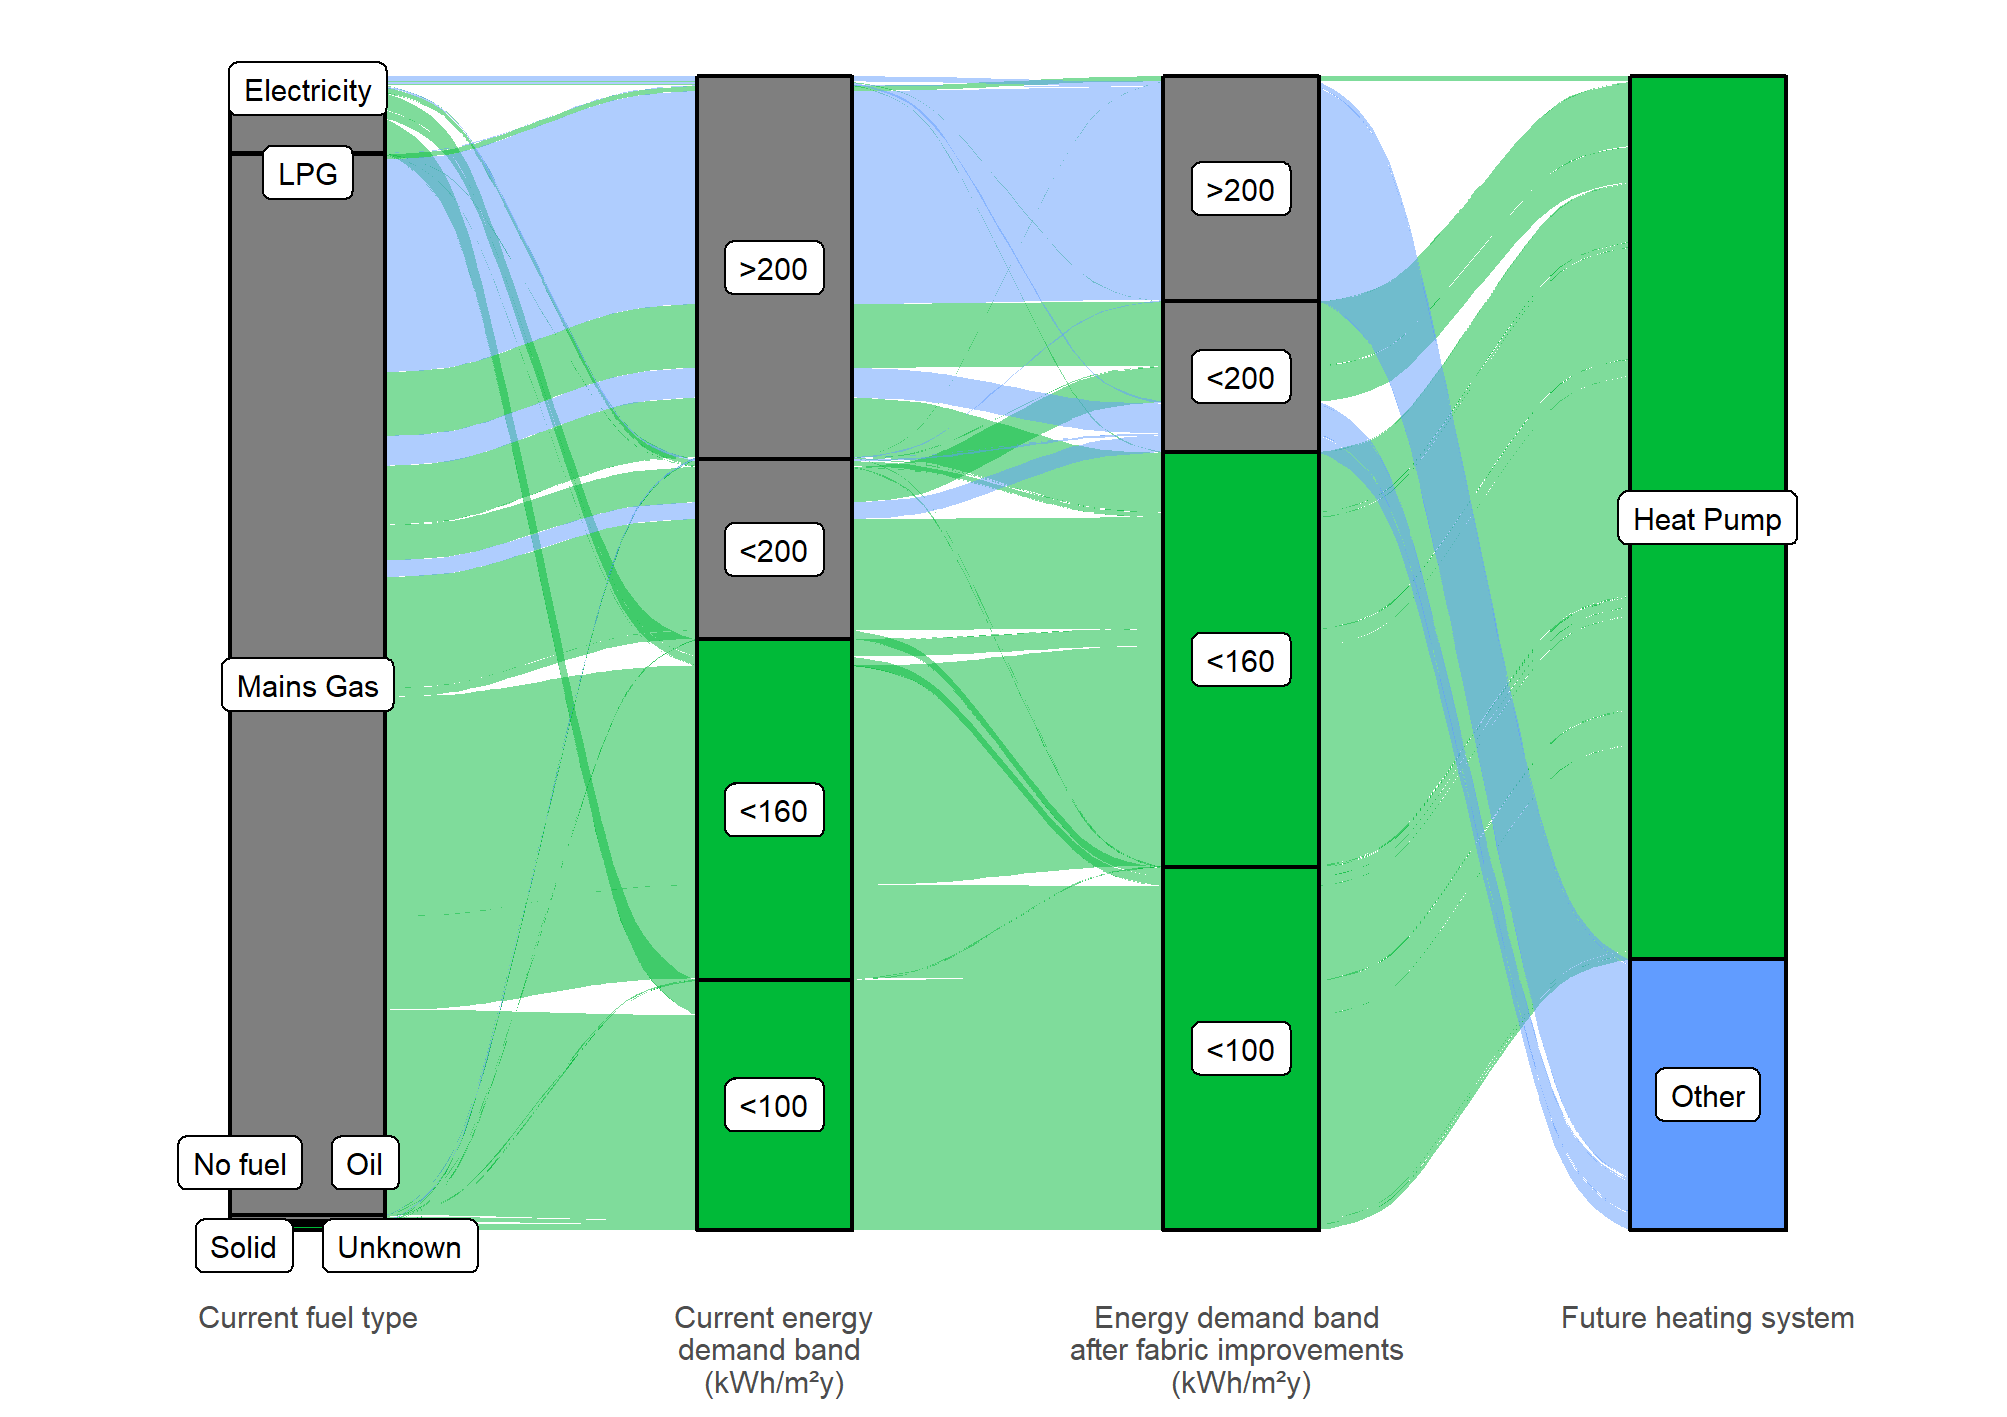 Electricity
LPG
Mains Gas
No fuel
Oil
Solid
Unknown
>200
<200
<160
<100
>200
<200
<160
<100
Heat Pump
Other
Current fuel type
Current energy
demand band
(kWh/m²y)
Energy demand band
after fabric improvements
(kWh/m²y)
Future heating system